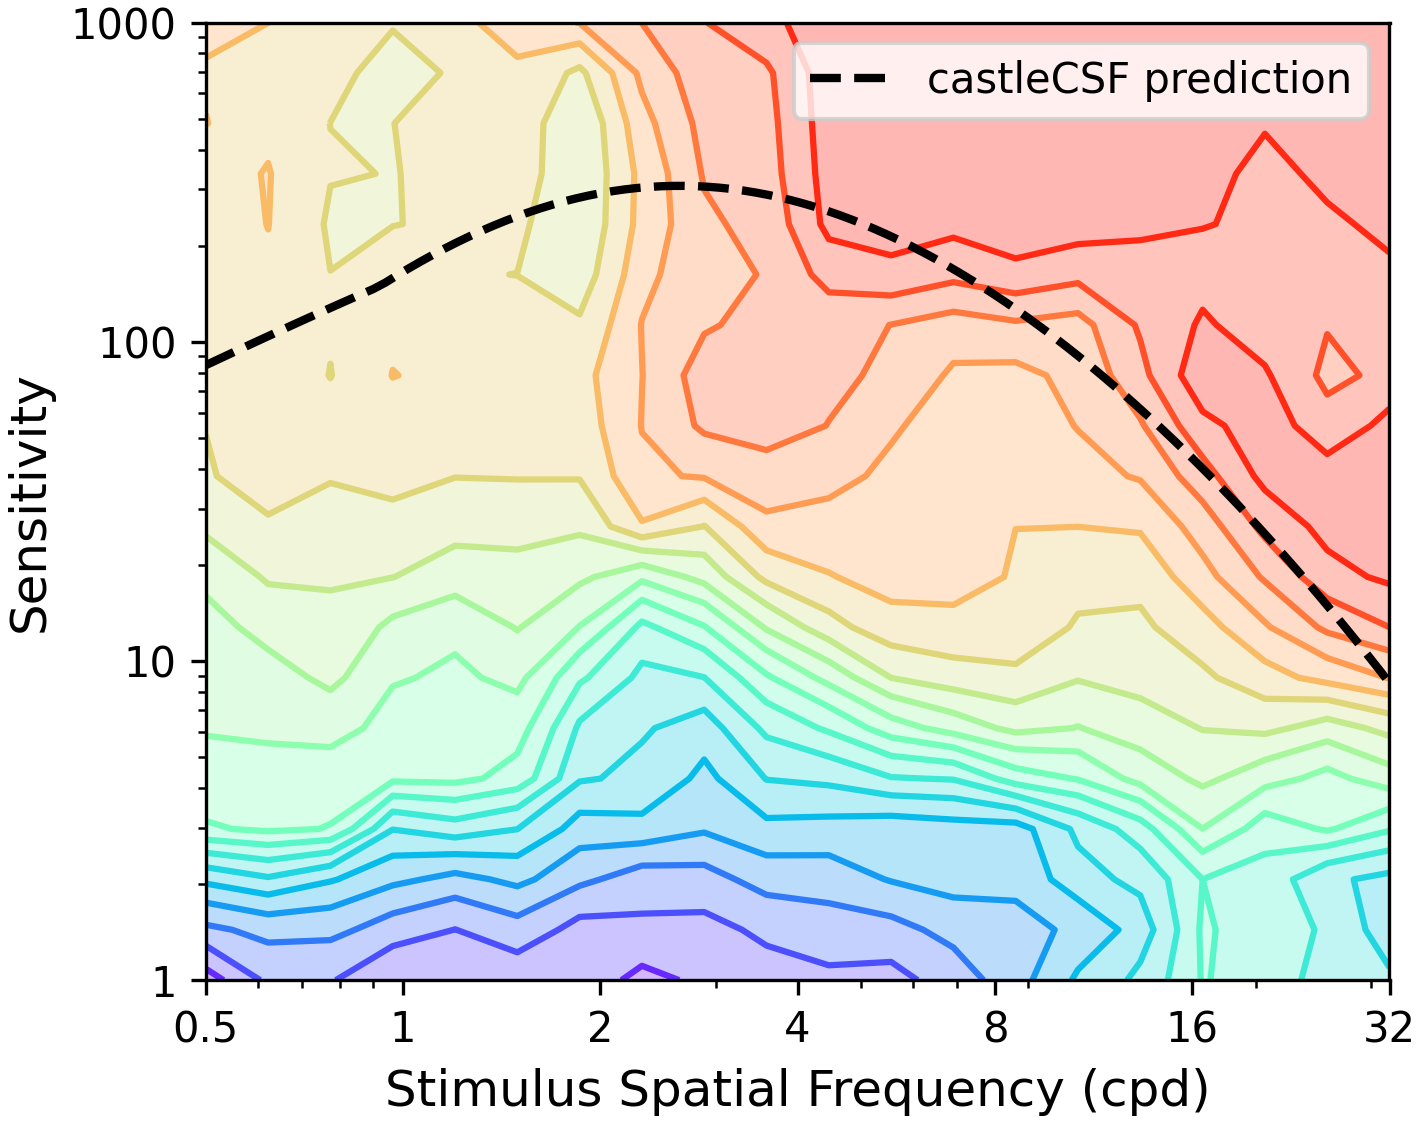 castleCSF prediction
Sensitivity
1000
100
10
1
0.5 1 2 4 8 16 32
Stimulus Spatial Frequency (cpd)